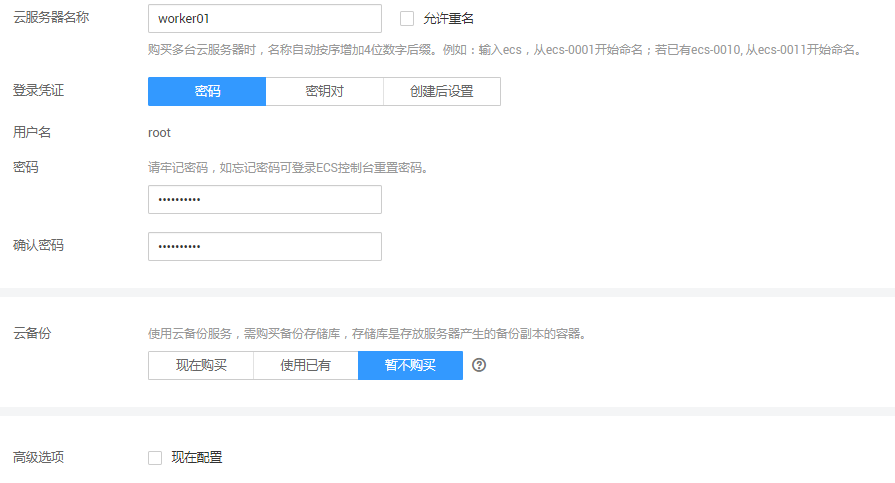 云服务器名称 worker01 允许重名
购买多台云服务器时，名称自动按序增加4位数字后缀。例如：输入ecs，从ecs-0001开始命名；若已有ecs-0010, 从ecs-0011开始命名。
登录凭证 密码 密钥对 创建后设置
用户名 root
密码 请牢记密码，如忘记密码可登录ECS控制台重置密码。
••••••••••
确认密码 ••••••••••
云备份 使用云备份服务，需购买备份存储库，存储库是存放服务器产生的备份副本的容器。
现在购买 使用已有 暂不购买 ?
高级选项 现在配置